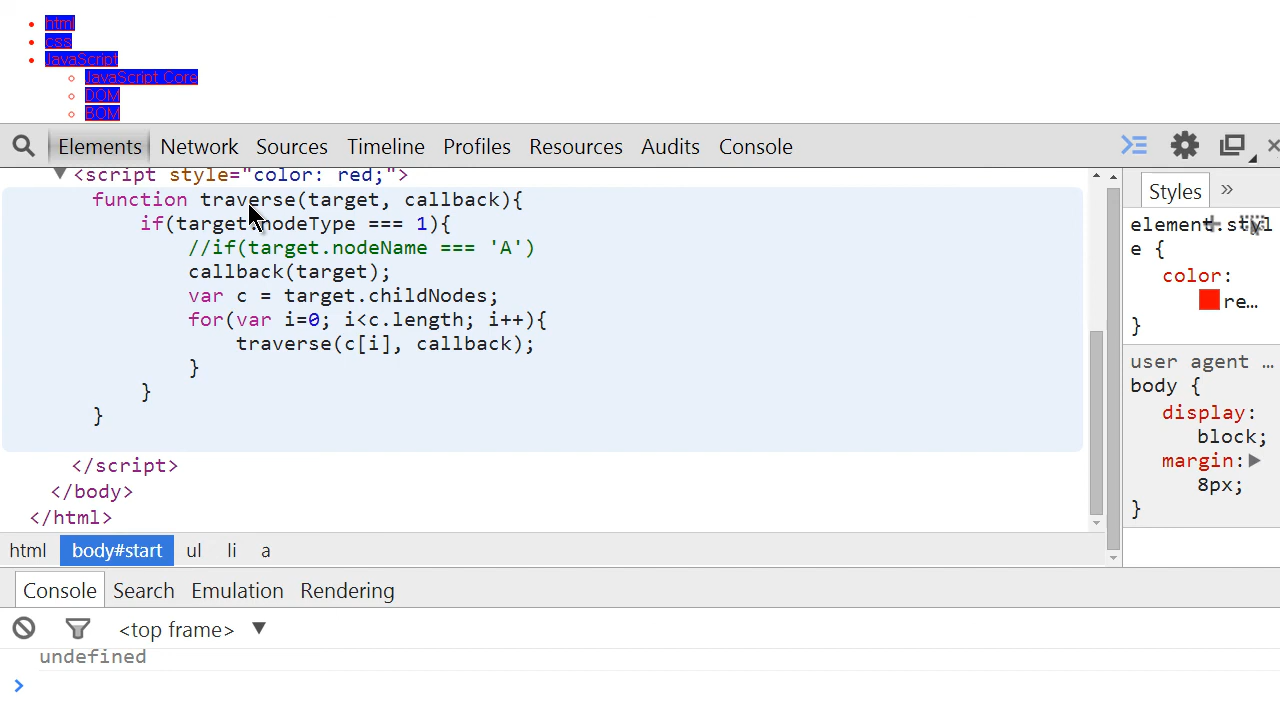 html
css
JavaScript
JavaScript Core
DOM
BOM
Elements Network Sources Timeline Profiles Resources Audits Console
<script style="color: red;">
function traverse(target, callback){
if(target.nodeType === 1){
//if(target.nodeName === 'A')
callback(target);
var c = target.childNodes;
for(var i=0; i<c.length; i++){
traverse(c[i], callback);
}
}
}
</script>
</body>
</html>
Styles »
element.styl
e {
color:
re…
}
user agent …
body {
display:
block;
margin:
8px;
}
html body#start ul li a
Console Search Emulation Rendering
<top frame>
undefined
>